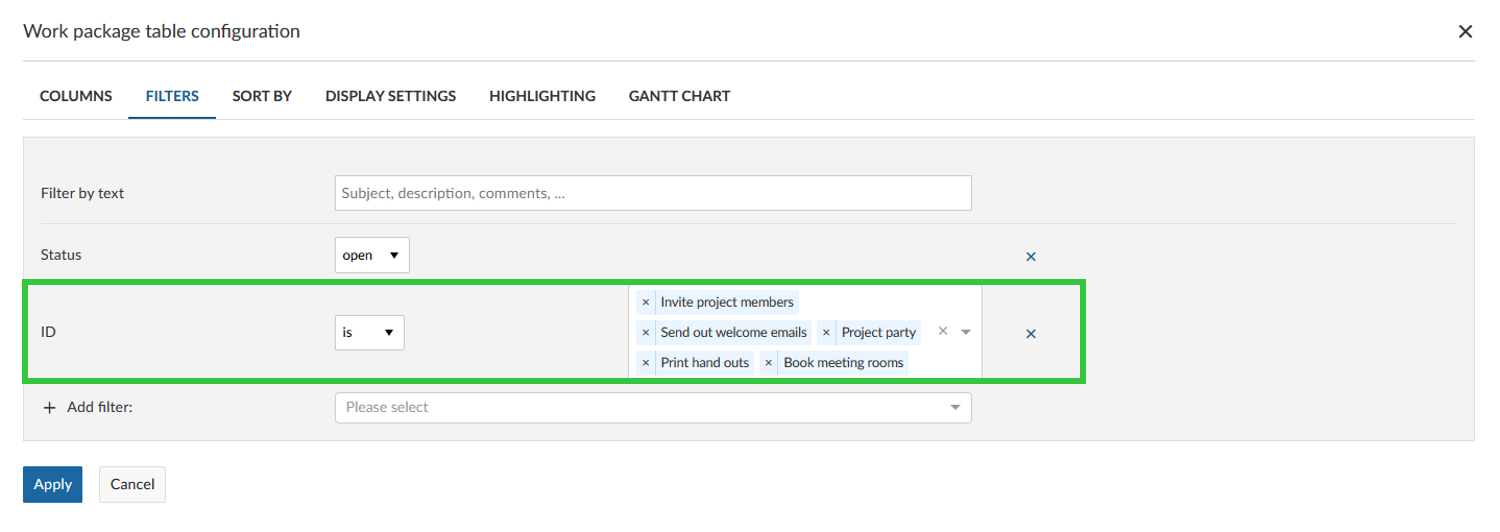 Work package table configuration
COLUMNS FILTERS SORT BY DISPLAY SETTINGS HIGHLIGHTING GANTT CHART
Filter by text Subject, description, comments, ...
Status open
Invite project members
ID is Send out welcome emails Project party
Print hand outs Book meeting rooms
+ Add filter: Please select
Apply Cancel